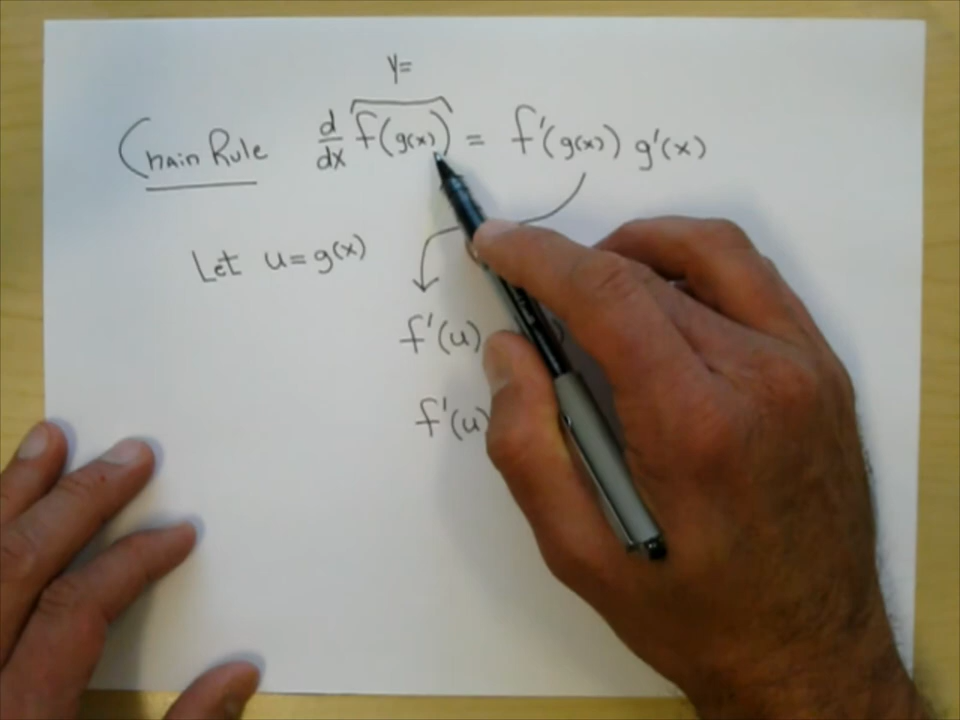 y=
Chain Rule d/dx f(g(x)) = f'(g(x)) g'(x)
Let u=g(x)
f'(u)
f'(u)